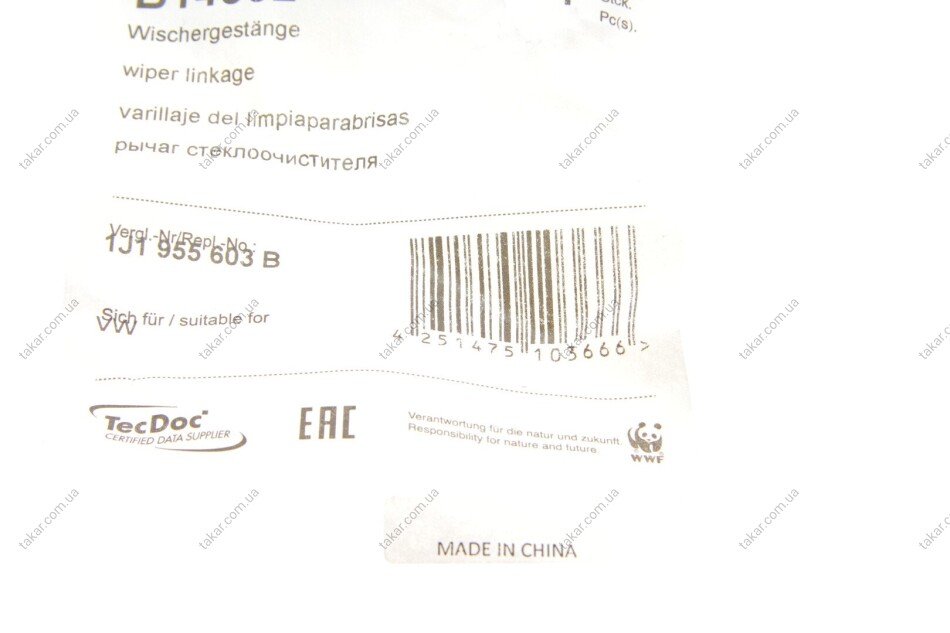 Stck.
Pc(s).
Wischergestänge
wiper linkage
varillaje del limpiaparabrisas
рычаг стеклоочистителя
Vergl.-Nr/Repl.-No.:
1J1 955 603 B
Sich für / suitable for
VW
4 251475 103666 >
TecDoc
CERTIFIED DATA SUPPLIER
EAC
Verantwortung für die natur und zukunft.
Responsibility for nature and future.
WWF
MADE IN CHINA
takar.com.ua